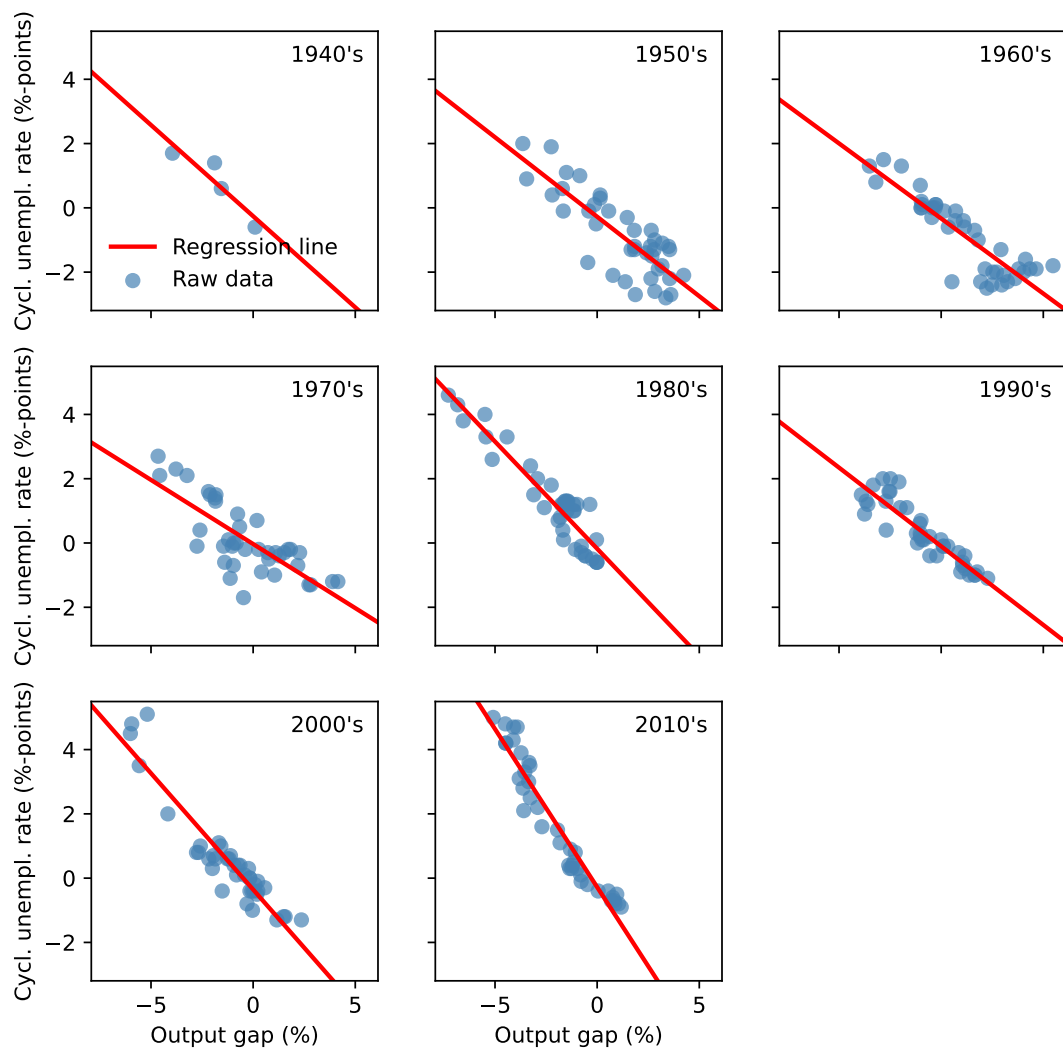 Cycl. unempl. rate (%-points)
4
2
0
−2
1940's
Regression line
Raw data
1950's
1960's
Cycl. unempl. rate (%-points)
4
2
0
−2
1970's
1980's
1990's
Cycl. unempl. rate (%-points)
4
2
0
−2
2000's
−5 0 5
Output gap (%)
2010's
−5 0 5
Output gap (%)